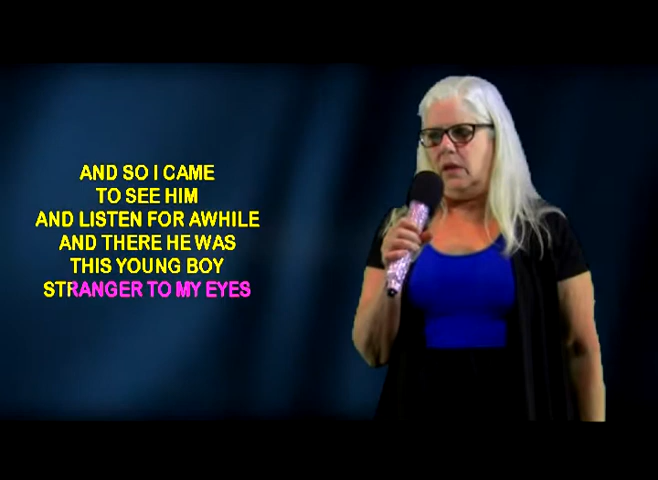 AND SO I CAME
TO SEE HIM
AND LISTEN FOR AWHILE
AND THERE HE WAS
THIS YOUNG BOY
STRANGER TO MY EYES